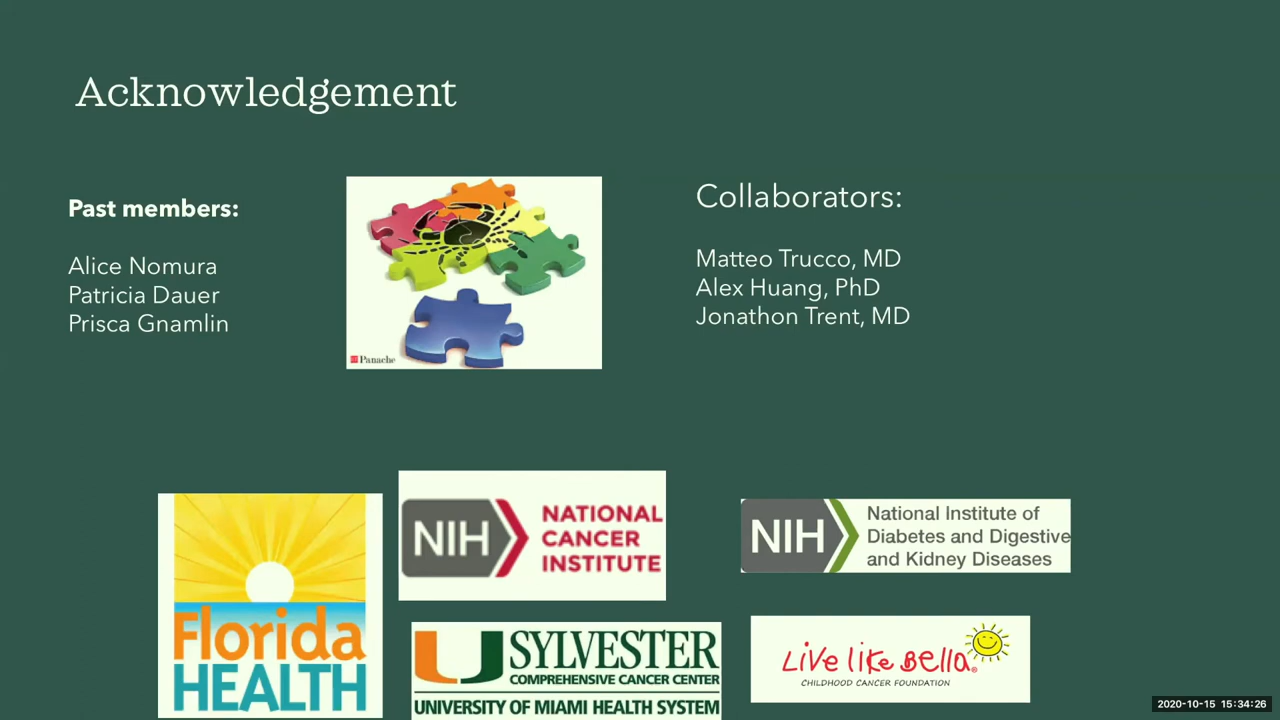 Acknowledgement
Past members:
Alice Nomura
Patricia Dauer
Prisca Gnamlin
Panache
Collaborators:
Matteo Trucco, MD
Alex Huang, PhD
Jonathon Trent, MD
Florida
HEALTH
NIH
NATIONAL
CANCER
INSTITUTE
NIH
National Institute of
Diabetes and Digestive
and Kidney Diseases
SYLVESTER
COMPREHENSIVE CANCER CENTER
UNIVERSITY OF MIAMI HEALTH SYSTEM
Live like Bella®
CHILDHOOD CANCER FOUNDATION
2020-10-15 15:34:26